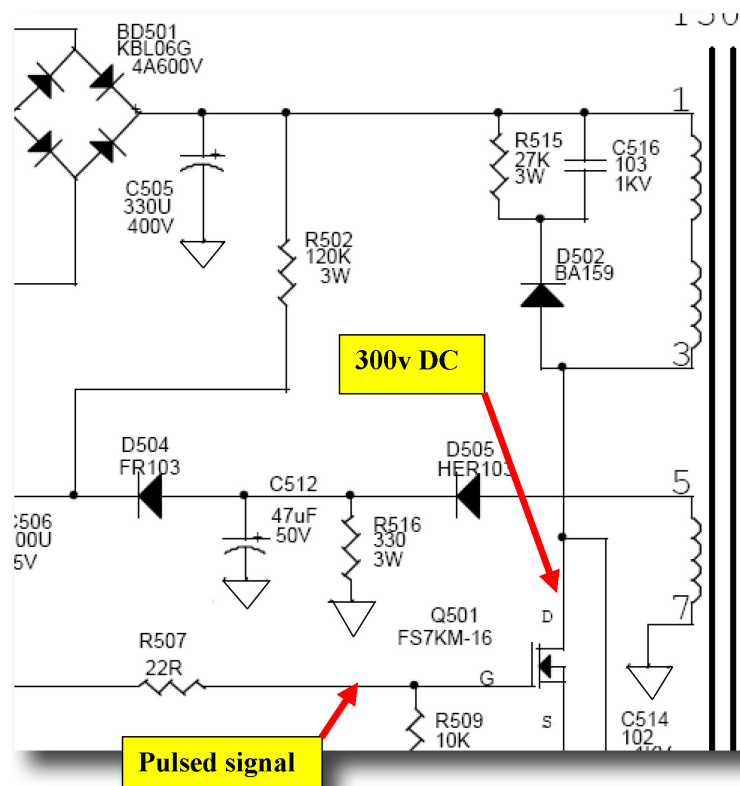 BD501
KBL06G
4A600V
1
+
R515
27K
3W
C516
103
1KV
+
C505
330U
400V
R502
120K
3W
D502
BA159
300v DC
3
D504
FR103
D505
HER103
C512
5
47uF
50V
+
R516
330
3W
7
Q501
FS7KM-16
D
R507
22R
G
S
R509
10K
C514
102
Pulsed signal